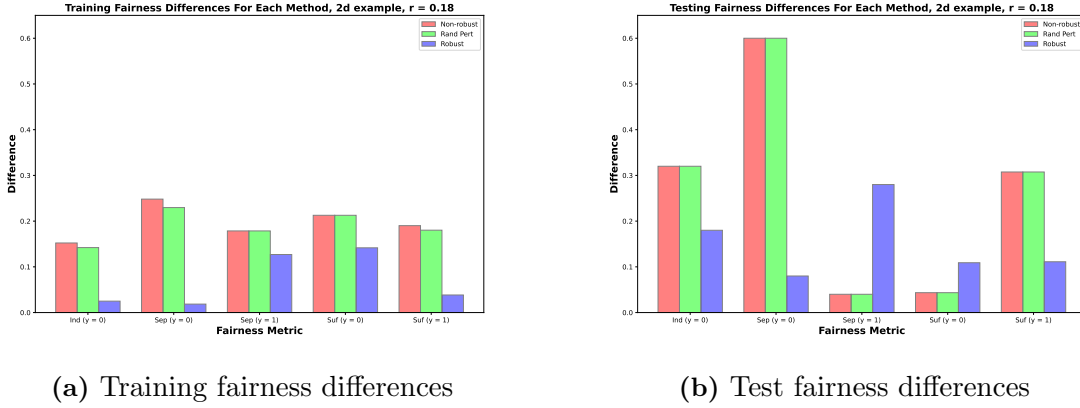 Training Fairness Differences For Each Method, 2d example, r = 0.18
Non-robust
Rand Pert
Robust
Difference
0.6
0.5
0.4
0.3
0.2
0.1
0.0
Ind (y = 0)
Sep (y = 0)
Sep (y = 1)
Suf (y = 0)
Suf (y = 1)
Fairness Metric
(a) Training fairness differences
Testing Fairness Differences For Each Method, 2d example, r = 0.18
Non-robust
Rand Pert
Robust
Difference
0.6
0.5
0.4
0.3
0.2
0.1
0.0
Ind (y = 0)
Sep (y = 0)
Sep (y = 1)
Suf (y = 0)
Suf (y = 1)
Fairness Metric
(b) Test fairness differences